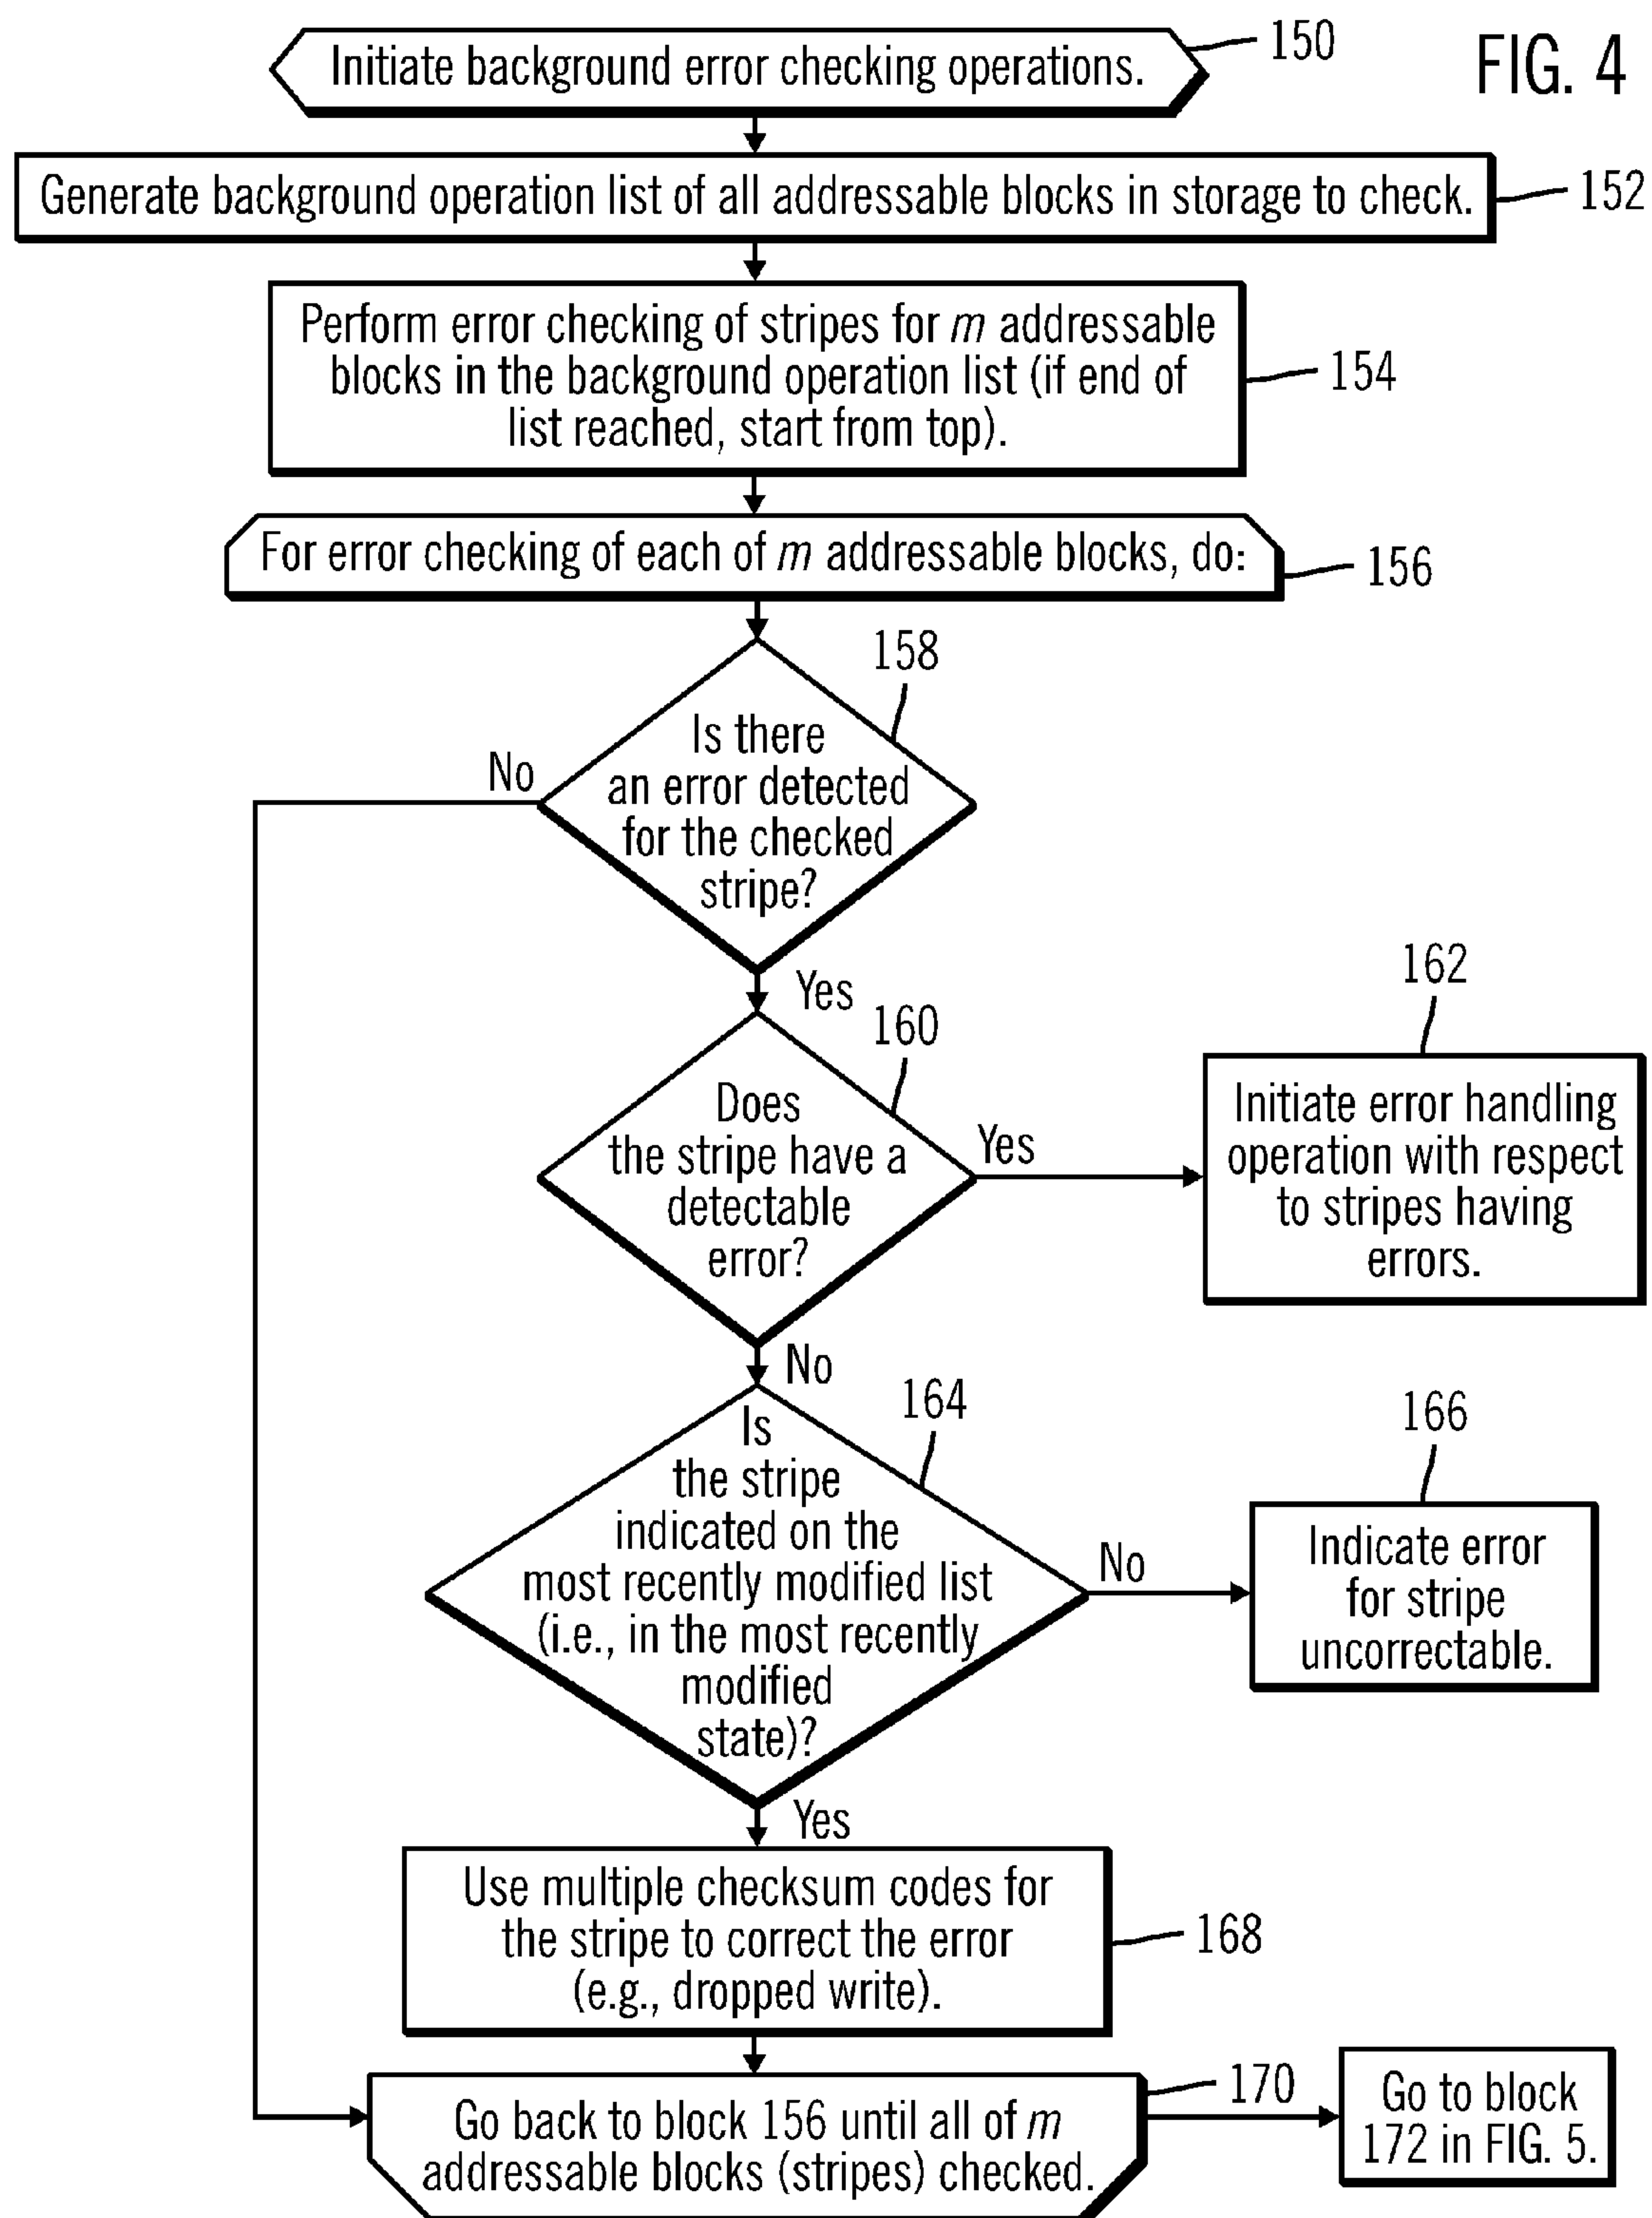 FIG. 4
Initiate background error checking operations.
150
Generate background operation list of all addressable blocks in storage to check.
152
Perform error checking of stripes for m addressable
blocks in the background operation list (if end of
list reached, start from top).
154
For error checking of each of m addressable blocks, do:
156
158
Is there
an error detected
for the checked
stripe?
No
Yes
160
Does
the stripe have a
detectable
error?
Yes
162
Initiate error handling
operation with respect
to stripes having
errors.
No
164
Is
the stripe
indicated on the
most recently modified list
(i.e., in the most recently
modified
state)?
No
166
Indicate error
for stripe
uncorrectable.
Yes
Use multiple checksum codes for
the stripe to correct the error
(e.g., dropped write).
168
Go back to block 156 until all of m
addressable blocks (stripes) checked.
170
Go to block
172 in FIG. 5.